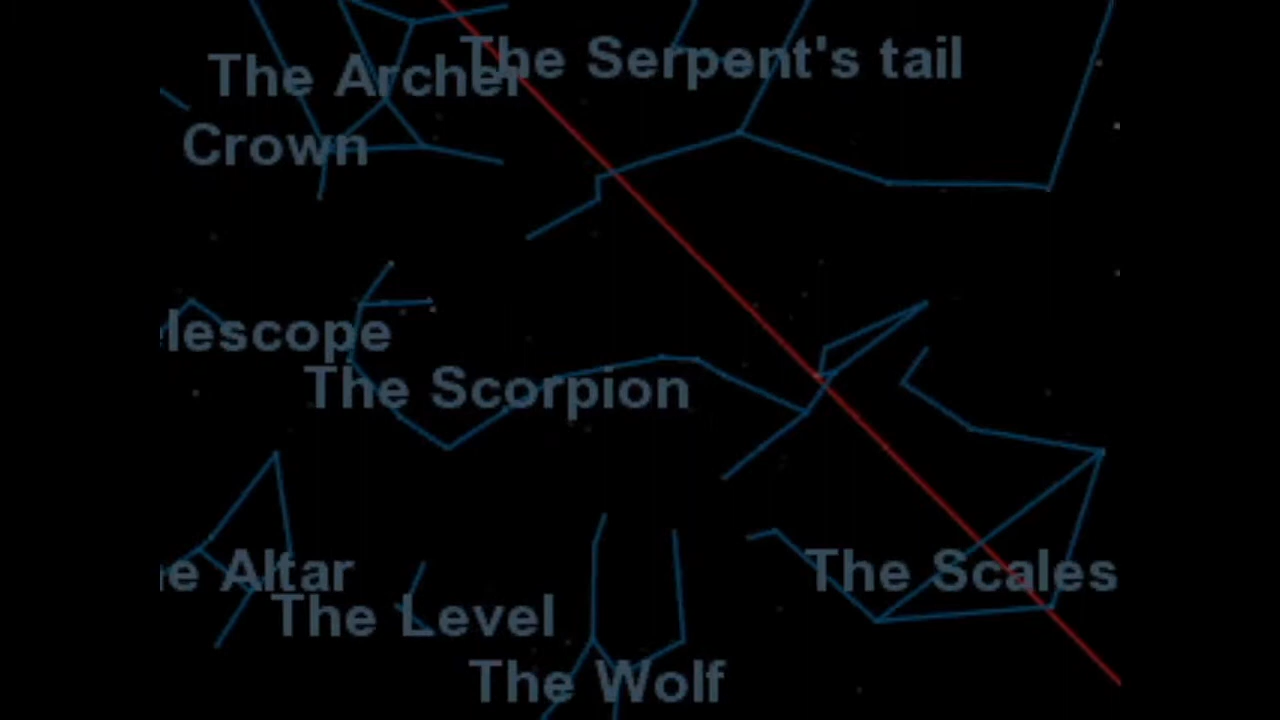 The Serpent's tail
The Archer
Crown
lescope
The Scorpion
e Altar
The Scales
The Level
The Wolf